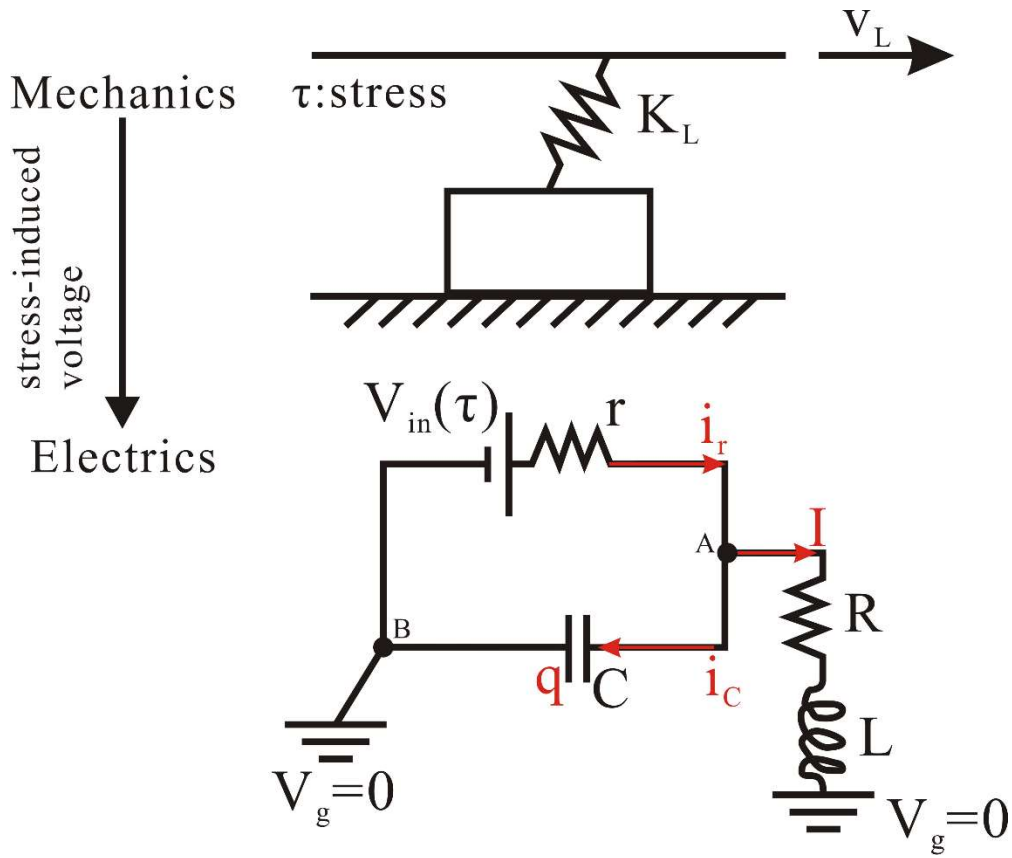 v_L
Mechanics
τ:stress
K_L
stress-induced
voltage
V_in(τ)
r
i_r
Electrics
A
I
B
R
q
C
i_C
L
V_g=0
V_g=0